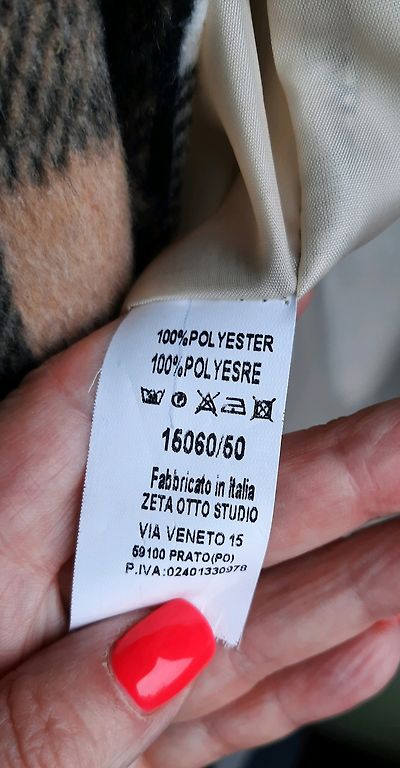 100%POLYESTER
100%POLYESRE
15060/50
Fabbricato in Italia
ZETA OTTO STUDIO
VIA VENETO 15
59100 PRATO(PO)
P.IVA:02401330978